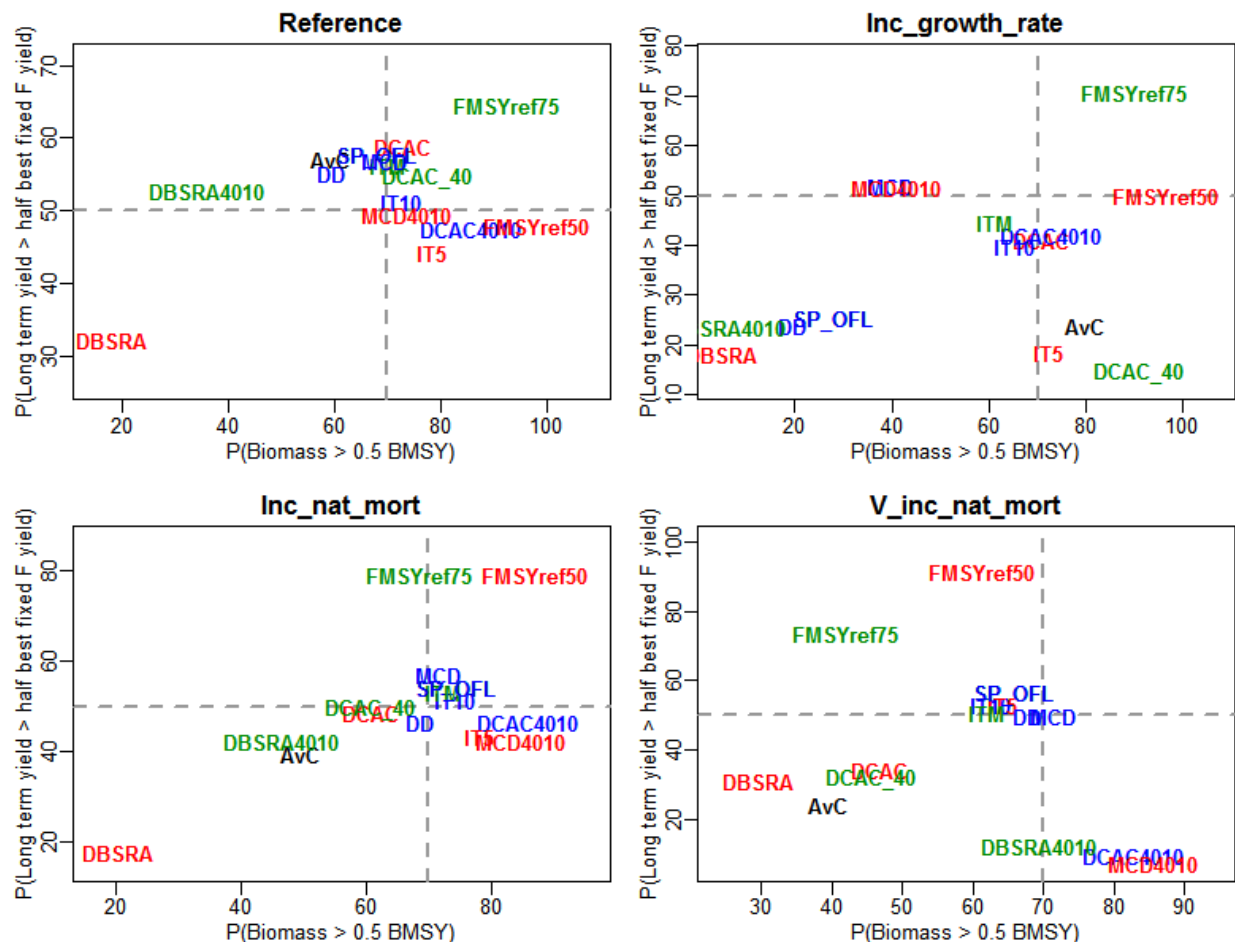 Reference
P(Long term yield > half best fixed F yield)
70
60
50
40
30
FMSYref75
DCAC
SP_OFL
AvC
MCD
ITM
DD
DCAC_40
DBSRA4010
IT10
MCD4010
DCAC4010
FMSYref50
IT5
DBSRA
20 40 60 80 100
P(Biomass > 0.5 BMSY)
Inc_growth_rate
P(Long term yield > half best fixed F yield)
80
70
60
50
40
30
20
10
FMSYref75
MCD
MCD4010
FMSYref50
ITM
DCAC4010
DCAC
IT10
SP_OFL
DD
SRA4010
AvC
IT5
DBSRA
DCAC_40
20 40 60 80 100
P(Biomass > 0.5 BMSY)
Inc_nat_mort
P(Long term yield > half best fixed F yield)
80
60
40
20
FMSYref75
FMSYref50
MCD
SP_OFL
ITM
IT10
DCAC_40
DCAC
DD
DCAC4010
IT5
MCD4010
DBSRA4010
AvC
DBSRA
20 40 60 80
P(Biomass > 0.5 BMSY)
V_inc_nat_mort
P(Long term yield > half best fixed F yield)
100
80
60
40
20
FMSYref50
FMSYref75
SP_OFL
IT10
IT5
ITM
DD
MCD
DCAC
DCAC_40
DBSRA
AvC
DBSRA4010
DCAC4010
MCD4010
30 40 50 60 70 80 90
P(Biomass > 0.5 BMSY)